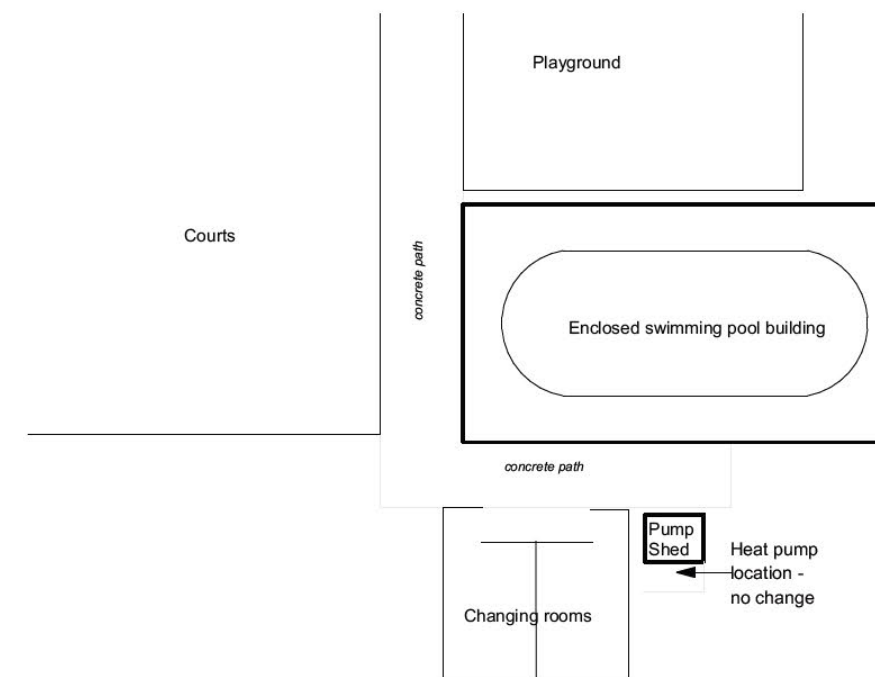 Playground
Courts
concrete path
Enclosed swimming pool building
concrete path
Pump
Shed
Heat pump
location -
no change
Changing rooms